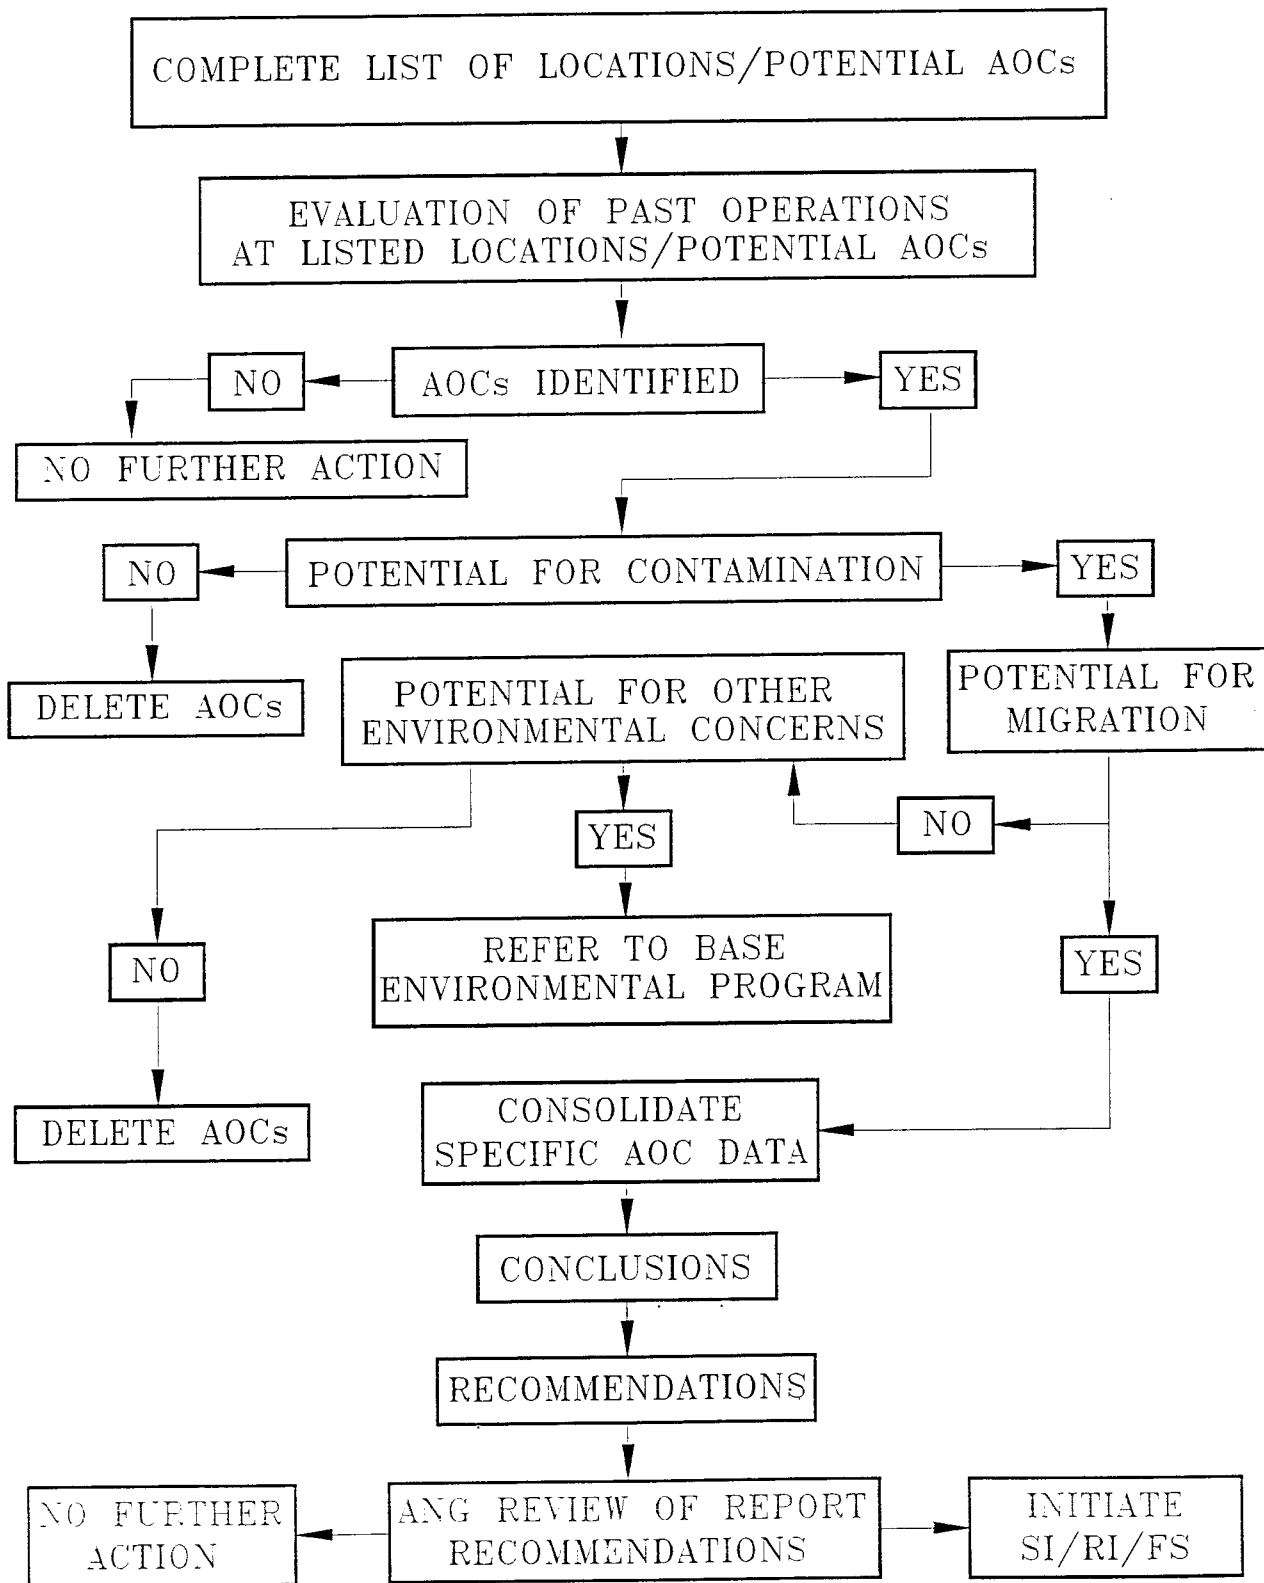 COMPLETE LIST OF LOCATIONS/POTENTIAL AOCs
EVALUATION OF PAST OPERATIONS
AT LISTED LOCATIONS/POTENTIAL AOCs
NO
AOCs IDENTIFIED
YES
NO FURTHER ACTION
NO
POTENTIAL FOR CONTAMINATION
YES
DELETE AOCs
POTENTIAL FOR OTHER
ENVIRONMENTAL CONCERNS
POTENTIAL FOR
MIGRATION
YES
NO
NO
REFER TO BASE
ENVIRONMENTAL PROGRAM
YES
DELETE AOCs
CONSOLIDATE
SPECIFIC AOC DATA
CONCLUSIONS
RECOMMENDATIONS
NO FURTHER
ACTION
ANG REVIEW OF REPORT
RECOMMENDATIONS
INITIATE
SI/RI/FS